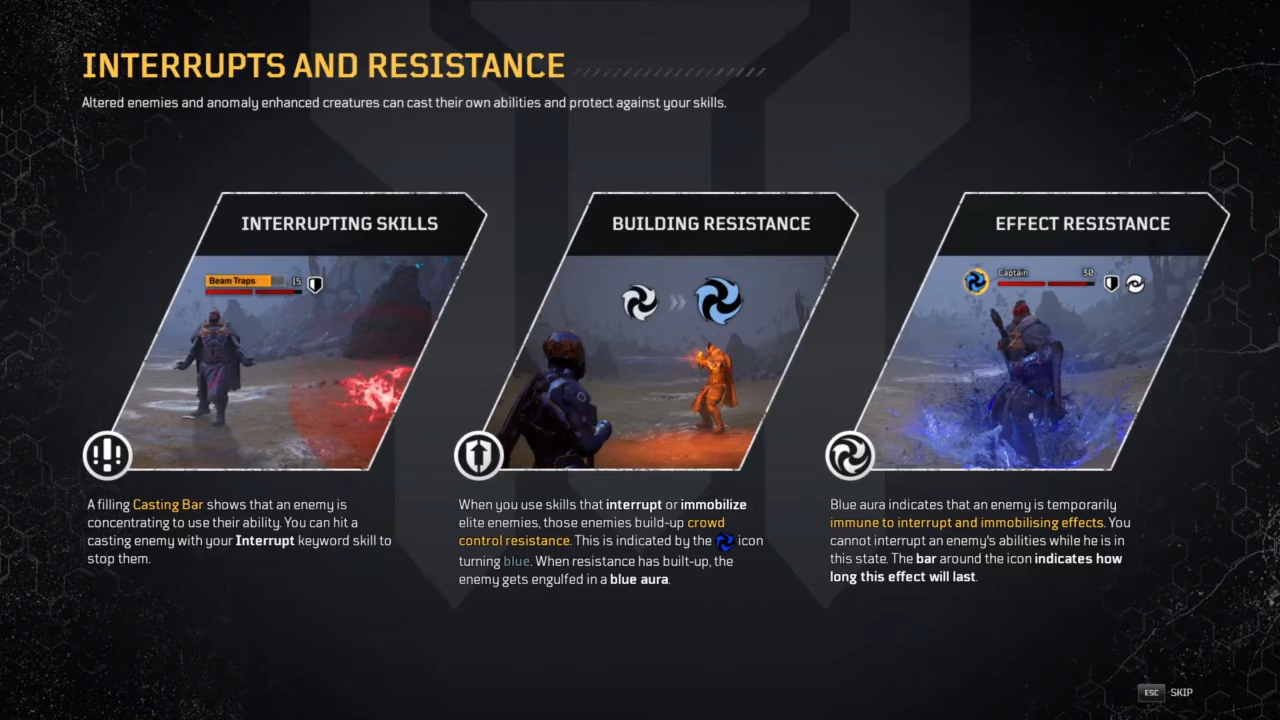 INTERRUPTS AND RESISTANCE
Altered enemies and anomaly enhanced creatures can cast their own abilities and protect against your skills.
INTERRUPTING SKILLS
Beam Traps 15
A filling Casting Bar shows that an enemy is
concentrating to use their ability. You can hit a
casting enemy with your Interrupt keyword skill to
stop them.
BUILDING RESISTANCE
When you use skills that interrupt or immobilize
elite enemies, those enemies build-up crowd
control resistance. This is indicated by the icon
turning blue. When resistance has built-up, the
enemy gets engulfed in a blue aura.
EFFECT RESISTANCE
Captain 30
Blue aura indicates that an enemy is temporarily
immune to interrupt and immobilising effects. You
cannot interrupt an enemy's abilities while he is in
this state. The bar around the icon indicates how
long this effect will last.
ESC SKIP